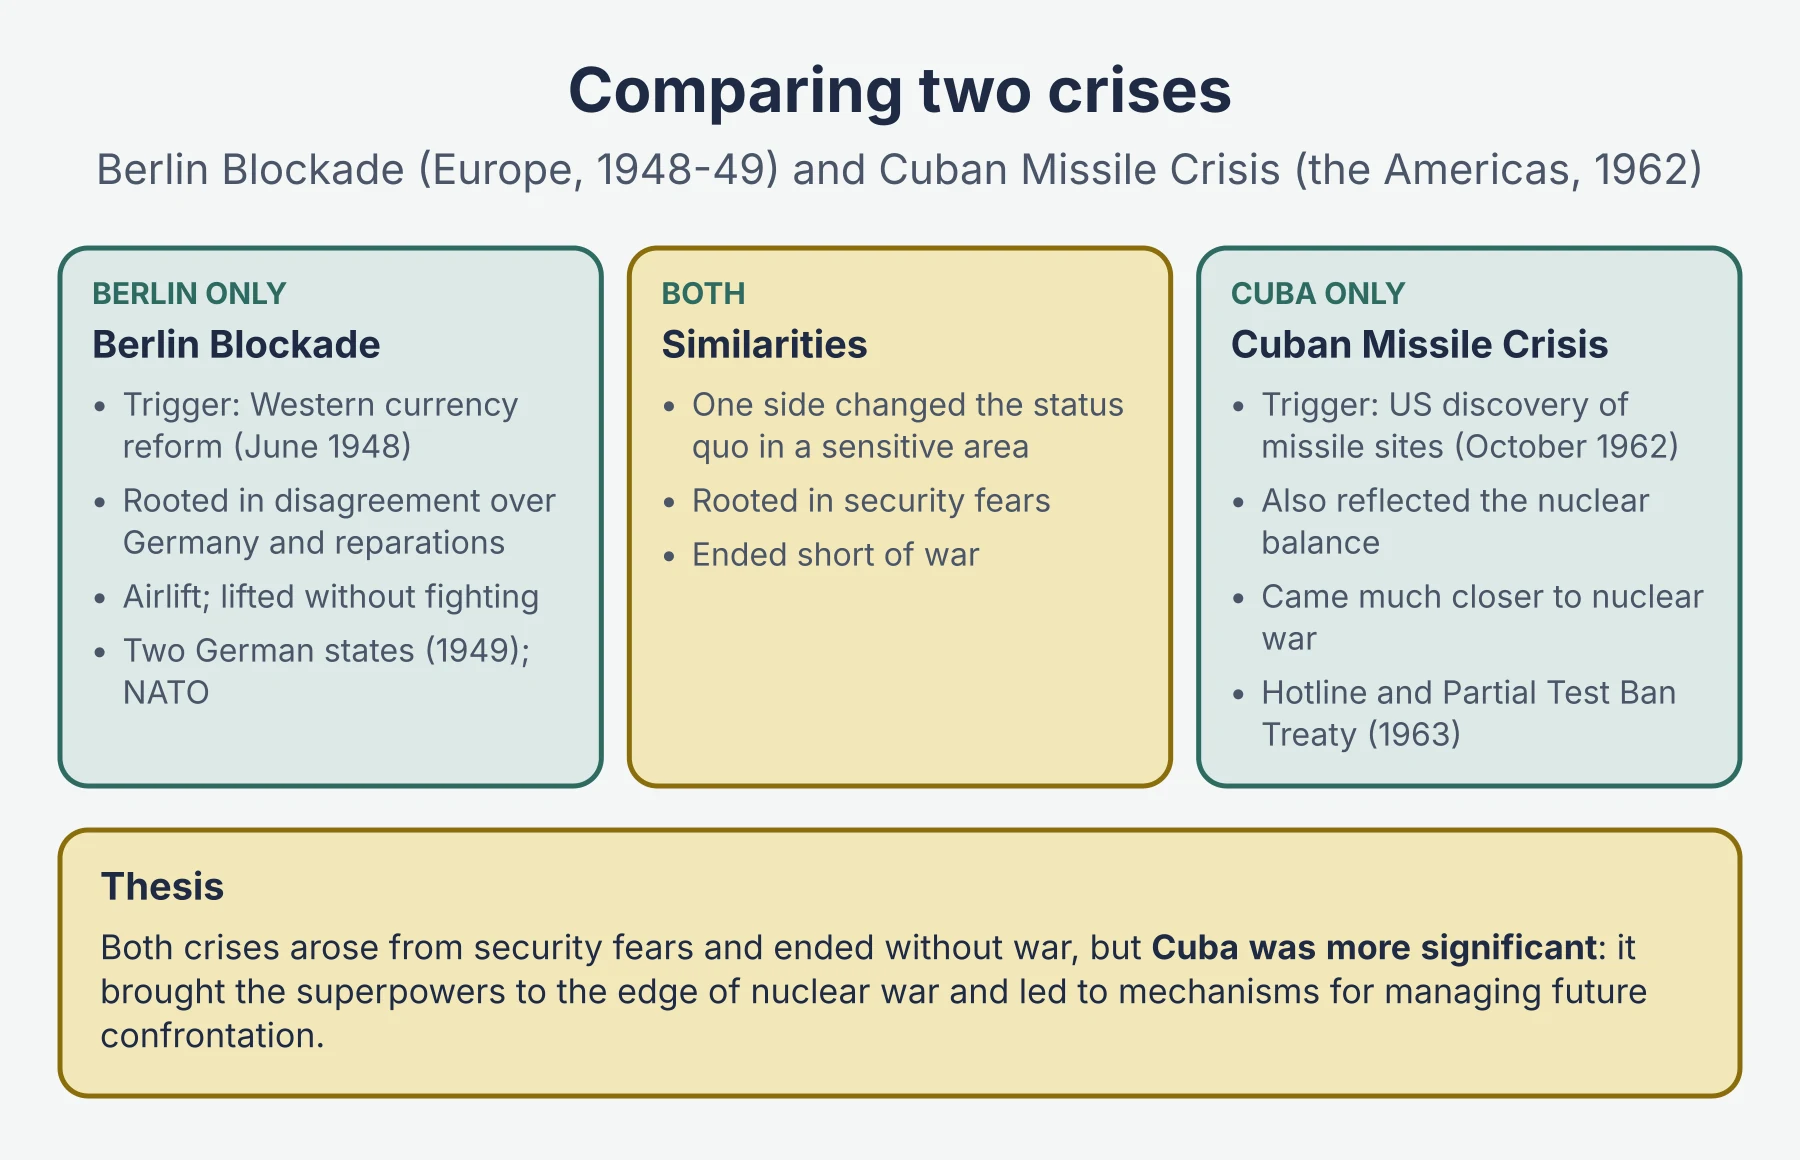 Comparing two crises
Berlin Blockade (Europe, 1948-49) and Cuban Missile Crisis (the Americas, 1962)
BERLIN ONLY
Berlin Blockade
• Trigger: Western currency
reform (June 1948)
• Rooted in disagreement over
Germany and reparations
• Airlift; lifted without fighting
• Two German states (1949);
NATO
BOTH
Similarities
• One side changed the status
quo in a sensitive area
• Rooted in security fears
• Ended short of war
CUBA ONLY
Cuban Missile Crisis
• Trigger: US discovery of
missile sites (October 1962)
• Also reflected the nuclear
balance
• Came much closer to nuclear
war
• Hotline and Partial Test Ban
Treaty (1963)
Thesis
Both crises arose from security fears and ended without war, but Cuba was more significant: it
brought the superpowers to the edge of nuclear war and led to mechanisms for managing future
confrontation.